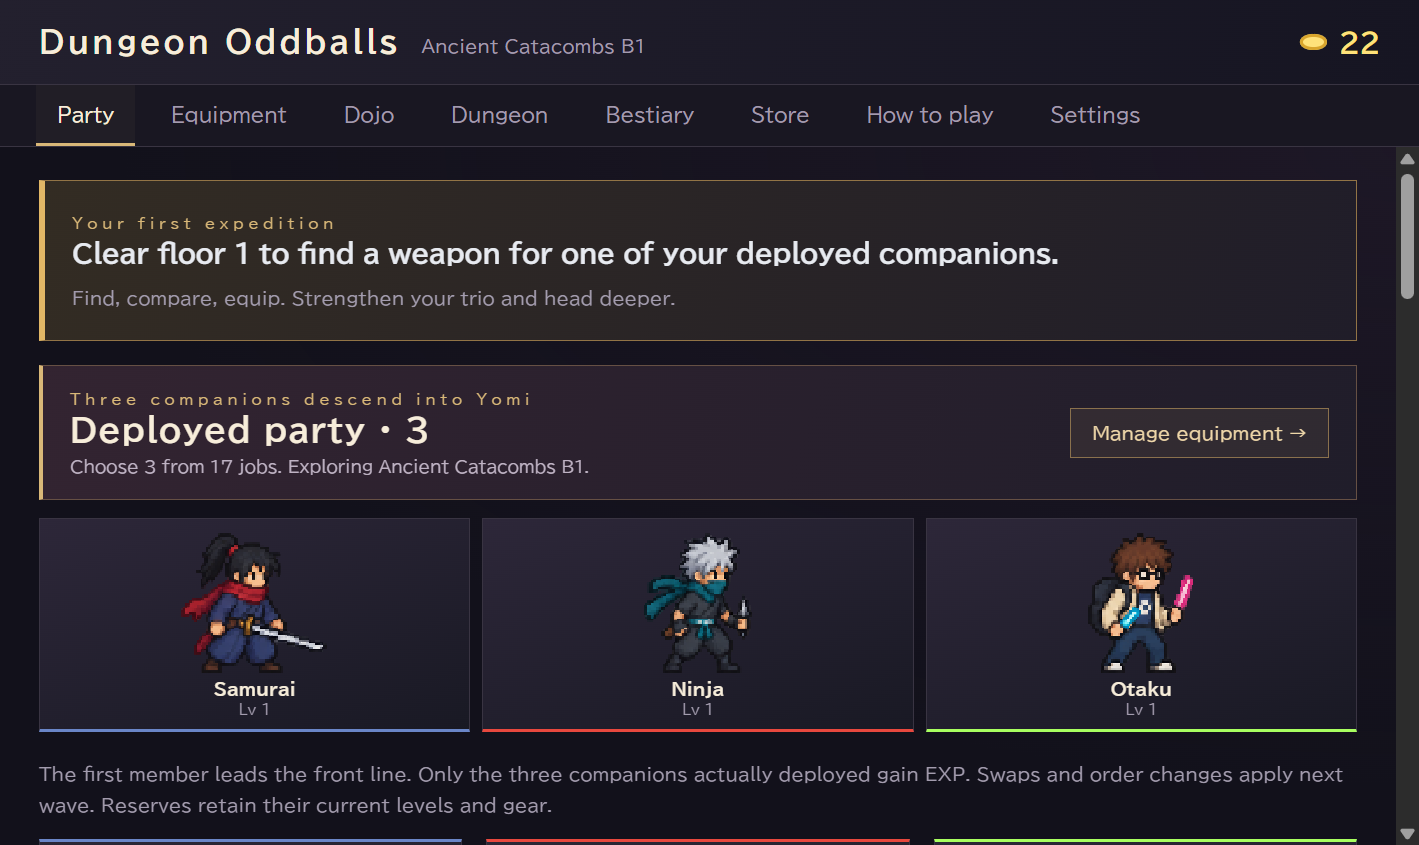 Dungeon Oddballs
Ancient Catacombs B1
22
Party
Equipment
Dojo
Dungeon
Bestiary
Store
How to play
Settings
Your first expedition
Clear floor 1 to find a weapon for one of your deployed companions.
Find, compare, equip. Strengthen your trio and head deeper.
Three companions descend into Yomi
Deployed party・3
Choose 3 from 17 jobs. Exploring Ancient Catacombs B1.
Manage equipment →
Samurai
Lv 1
Ninja
Lv 1
Otaku
Lv 1
The first member leads the front line. Only the three companions actually deployed gain EXP. Swaps and order changes apply next
wave. Reserves retain their current levels and gear.